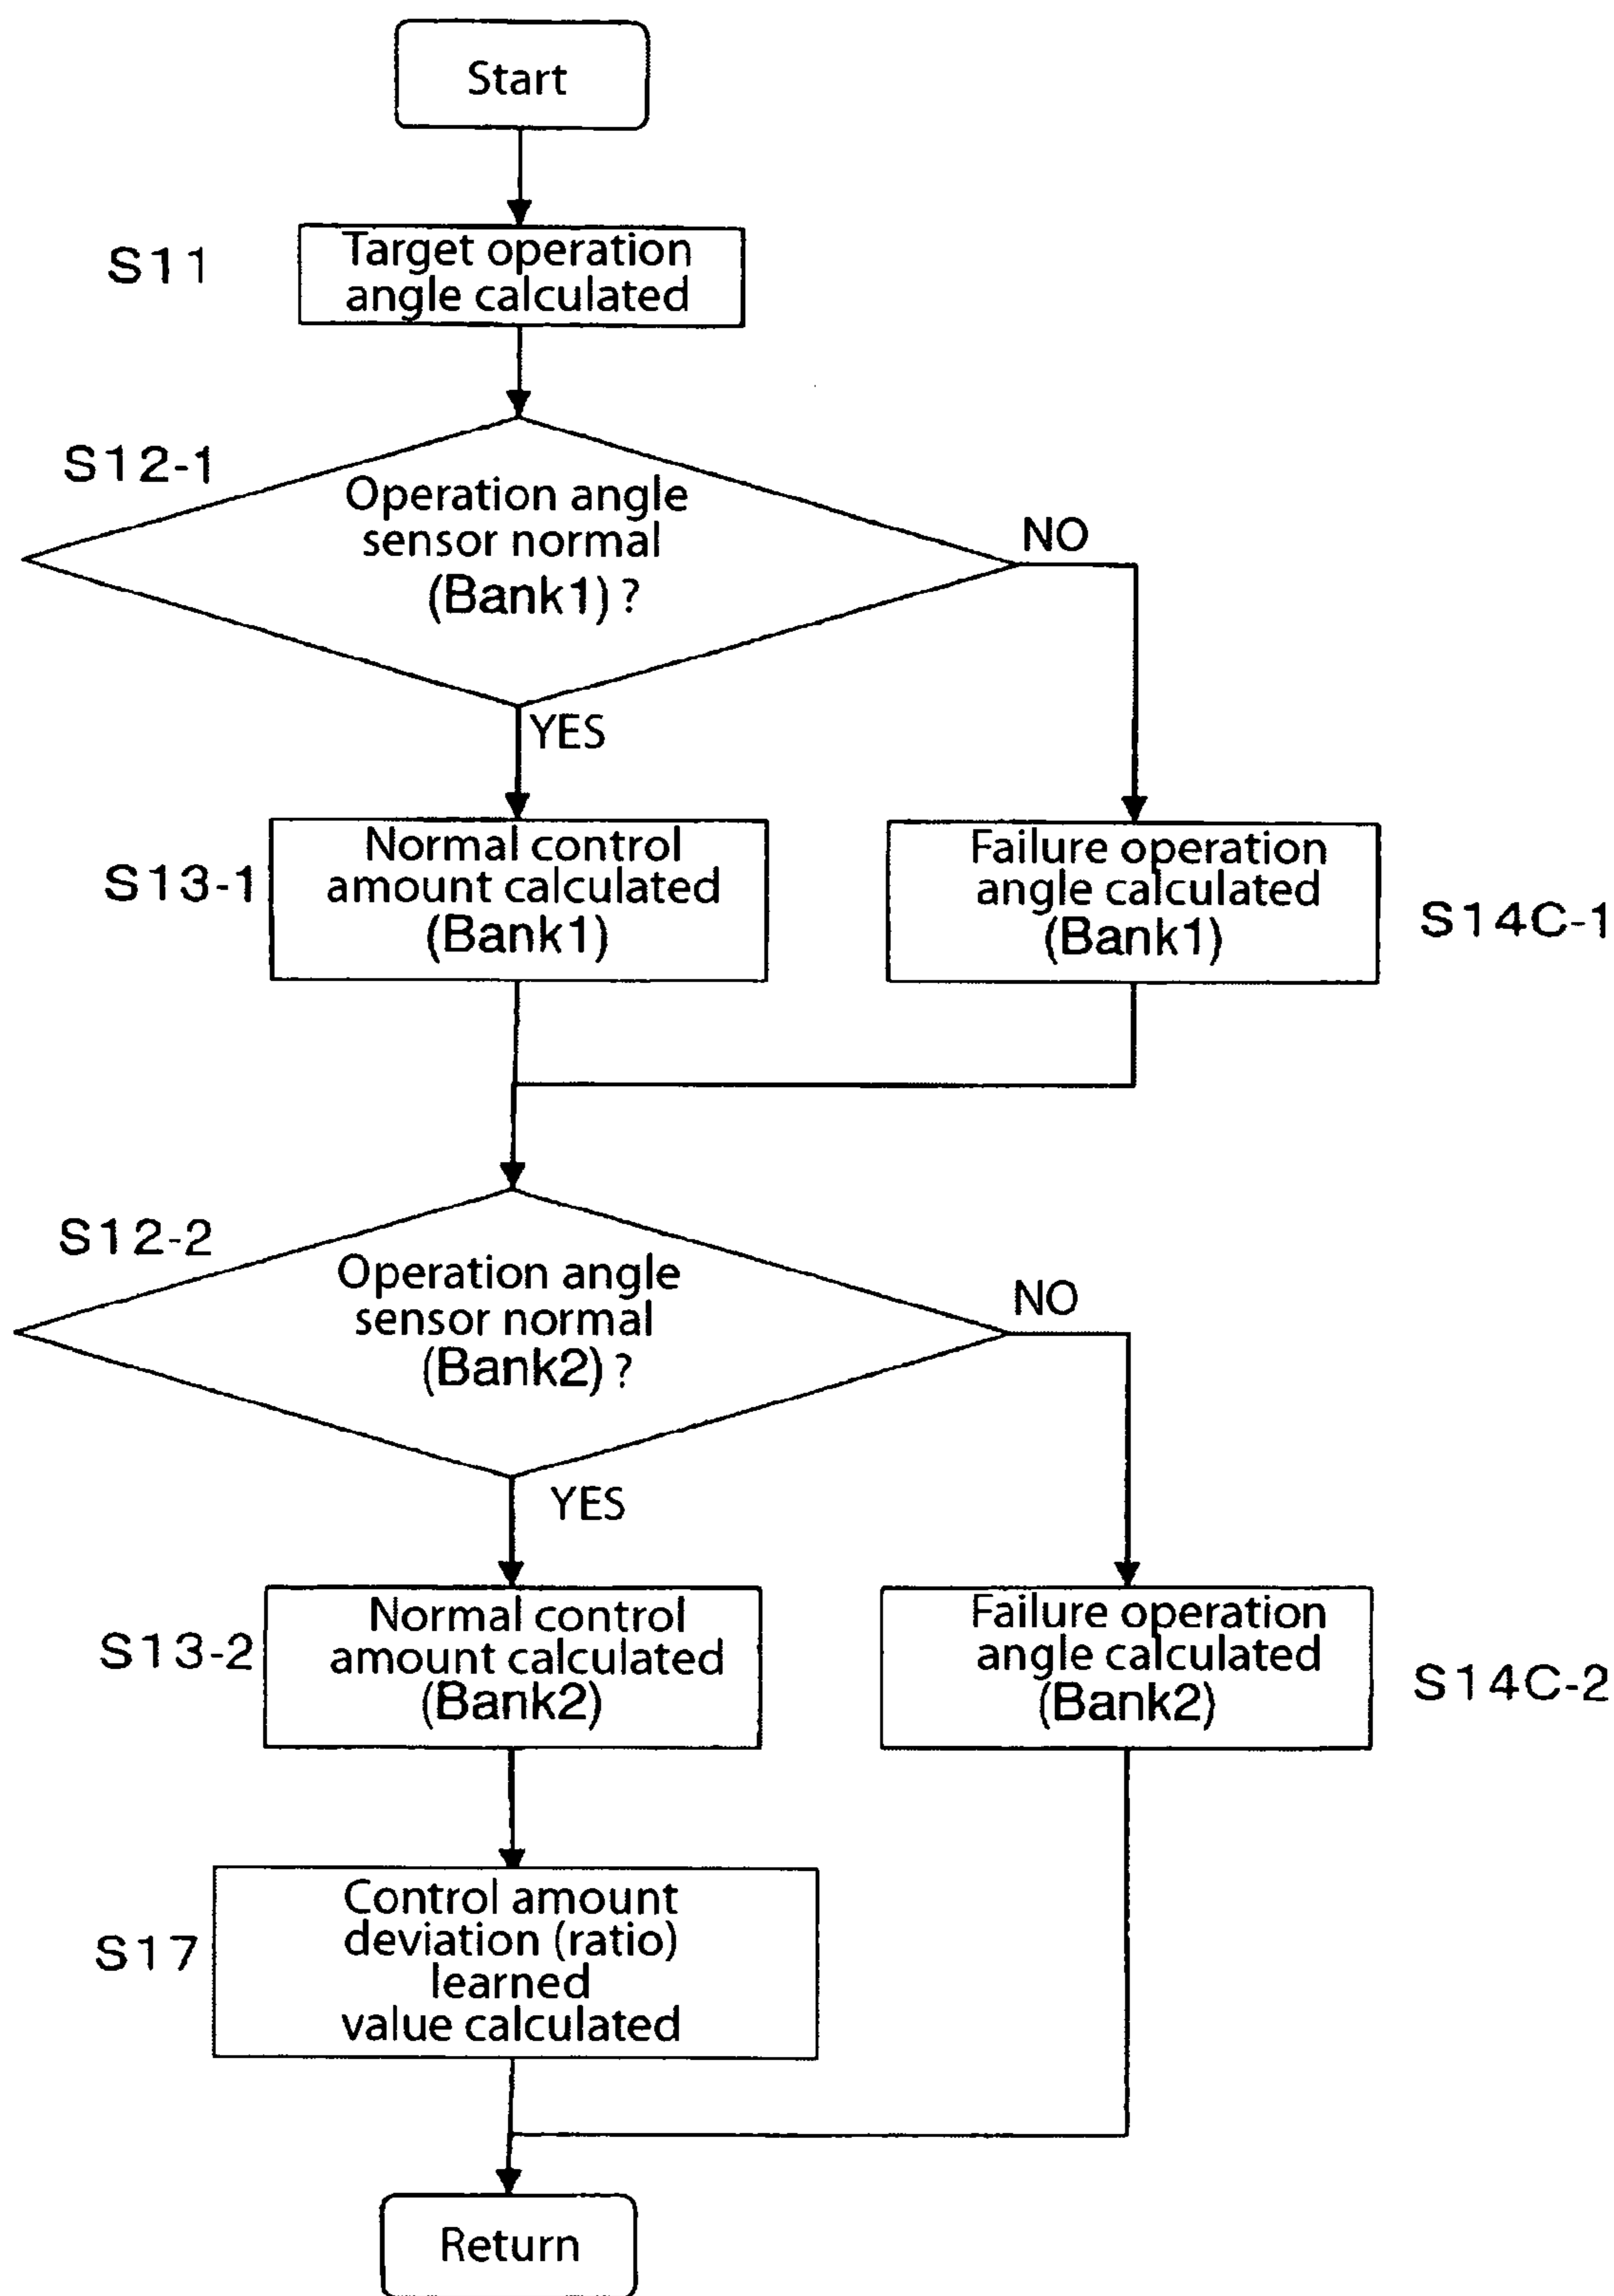 Start
S11
Target operation
angle calculated
S12-1
Operation angle
sensor normal
(Bank1) ?
NO
YES
S13-1
Normal control
amount calculated
(Bank1)
Failure operation
angle calculated
(Bank1)
S14C-1
S12-2
Operation angle
sensor normal
(Bank2) ?
NO
YES
S13-2
Normal control
amount calculated
(Bank2)
Failure operation
angle calculated
(Bank2)
S14C-2
S17
Control amount
deviation (ratio)
learned
value calculated
Return